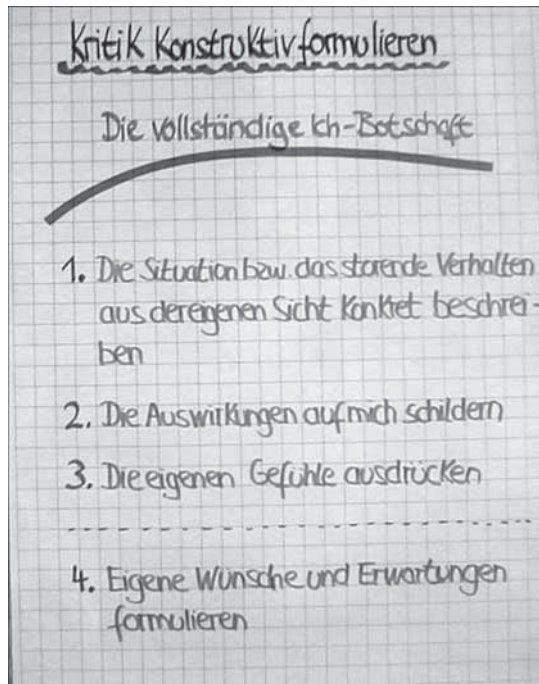 Kritik Konstruktiv formulieren
Die vollständige Ich-Botschaft
1. Die Situation bzw. das störende Verhalten
aus der eigenen Sicht Konkret beschrei-
ben
2. Die Auswirkungen auf mich schildern
3. Die eigenen Gefühle ausdrücken
4. Eigene Wünsche und Erwartungen
formulieren